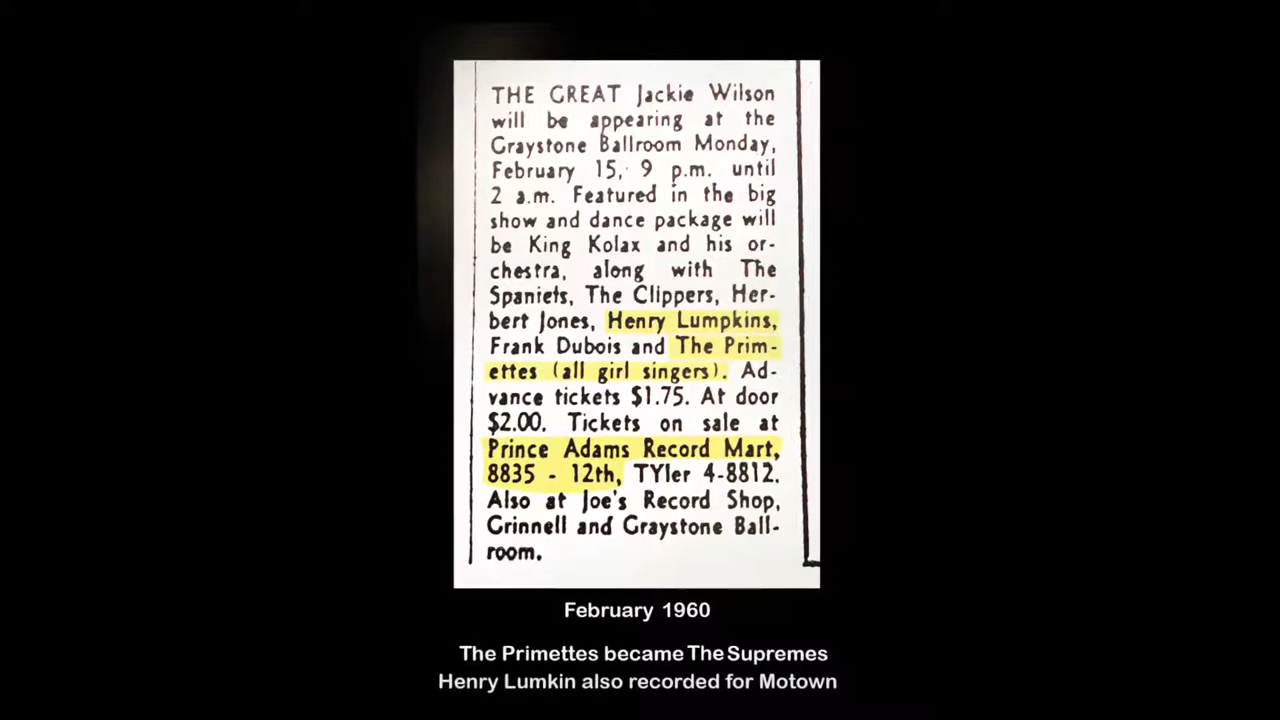 THE GREAT Jackie Wilson
will be appearing at the
Graystone Ballroom Monday,
February 15, 9 p.m. until
2 a.m. Featured in the big
show and dance package will
be King Kolax and his or-
chestra, along with The
Spaniels, The Clippers, Her-
bert Jones, Henry Lumpkins,
Frank Dubois and The Prim-
ettes (all girl singers). Ad-
vance tickets $1.75. At door
$2.00. Tickets on sale at
Prince Adams Record Mart,
8835 - 12th, TYler 4-8812.
Also at Joe's Record Shop,
Grinnell and Graystone Ball-
room.
February 1960
The Primettes became The Supremes
Henry Lumkin also recorded for Motown